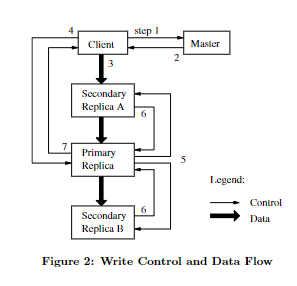 4
step 1
Client
Master
2
3
Secondary
Replica A
6
7
Primary
Replica
5
Legend:
Control
Data
6
Secondary
Replica B
Figure 2: Write Control and Data Flow